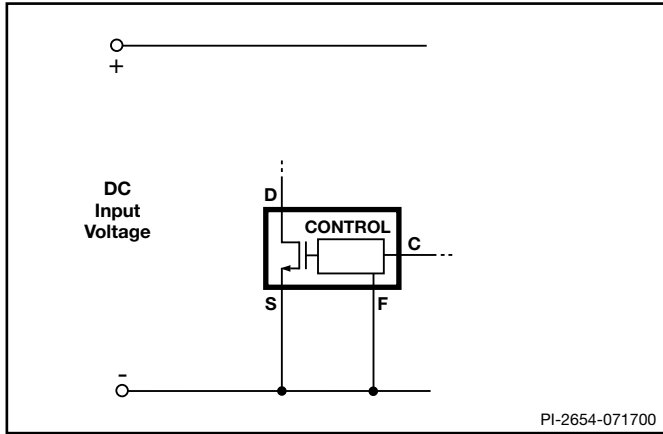 +
DC
Input
Voltage
D
CONTROL
C
S
F
-
PI-2654-071700